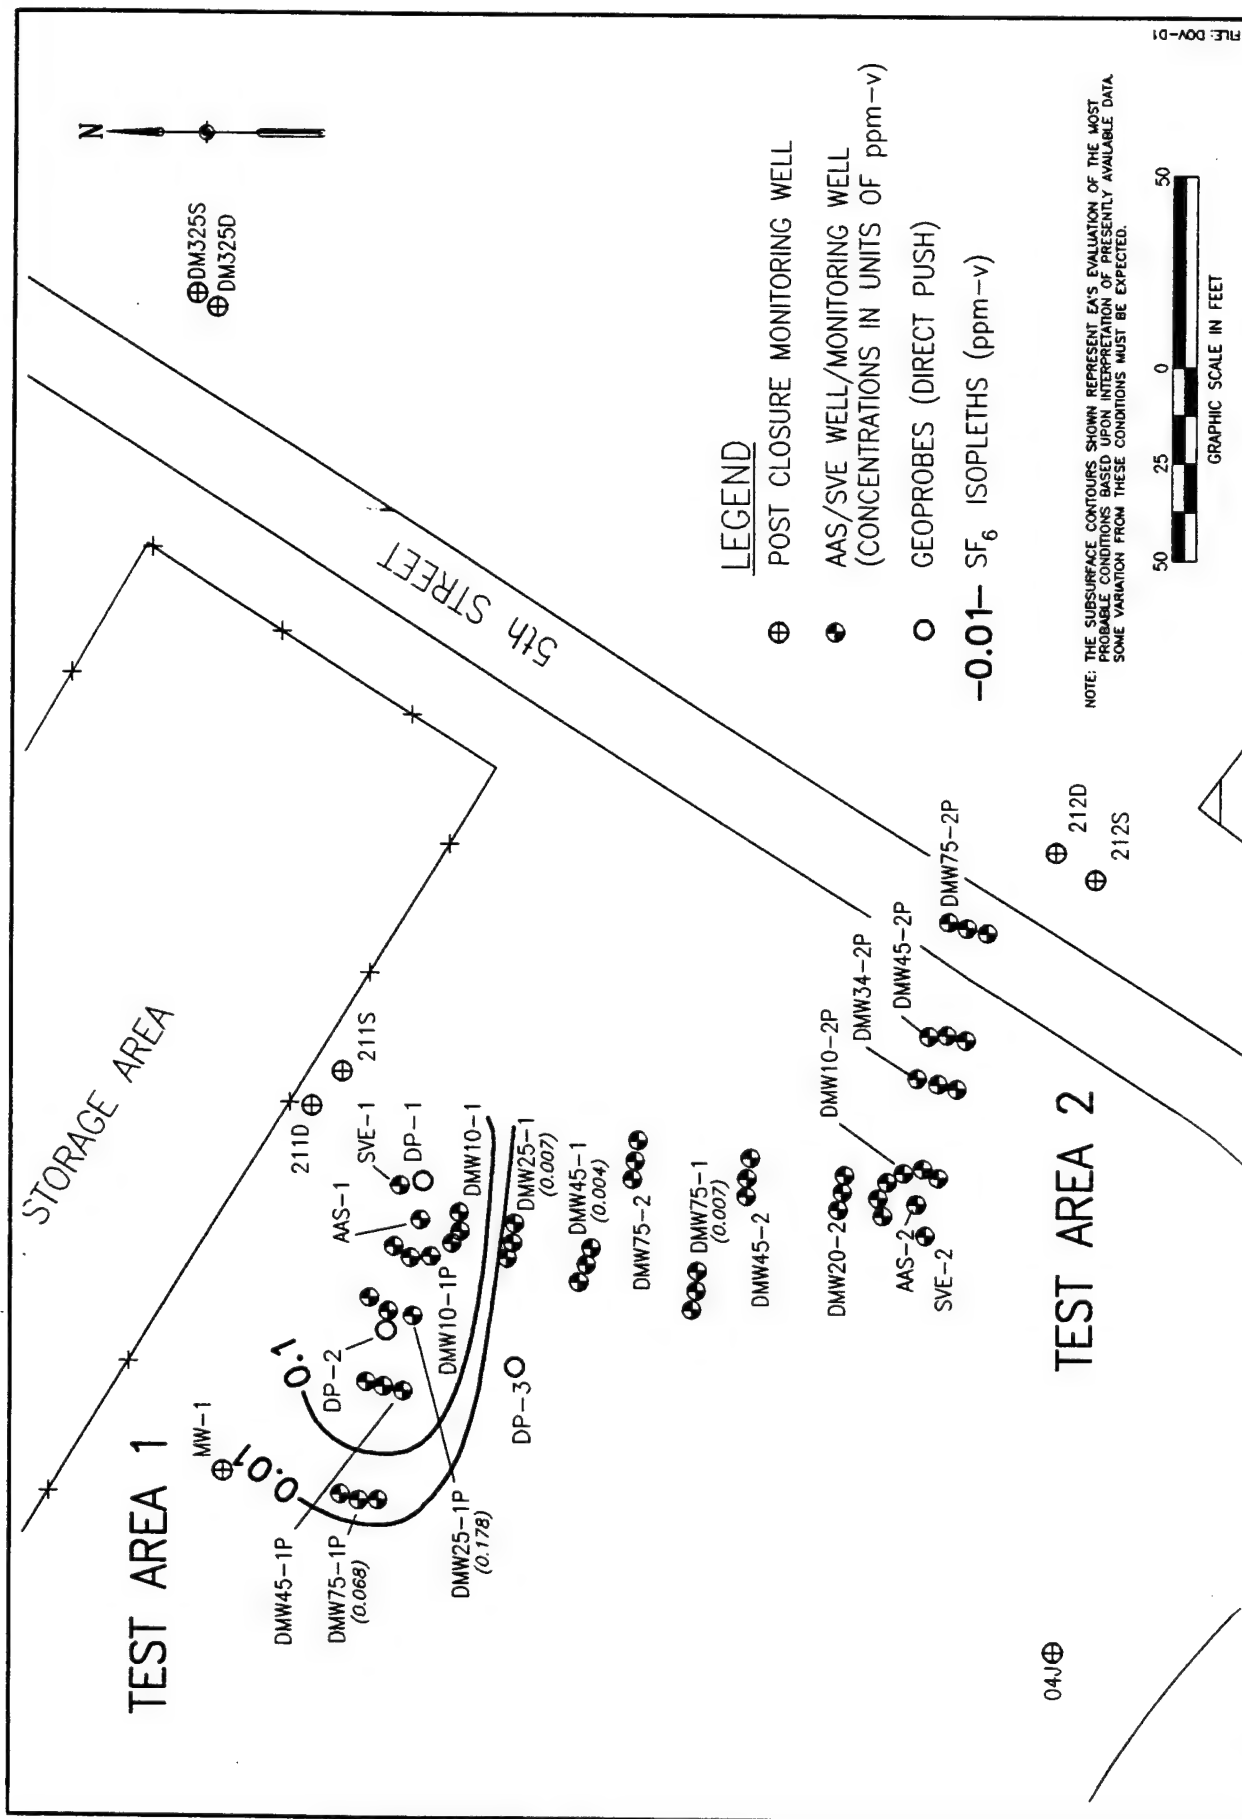 STORAGE AREA
TEST AREA 1
MW-1
0.01
0.1
211D
211S
SVE-1
DP-1
AAS-1
DP-2
DMW10-1
DMW10-1P
DMW45-1P
DMW75-1P
(0.068)
DMW25-1P
(0.178)
DMW25-1
(0.007)
DP-3
DMW45-1
(0.004)
DMW75-2
DMW75-1
(0.007)
DMW45-2
DMW20-2
DMW10-2P
DMW34-2P
DMW45-2P
DMW75-2P
AAS-2
SVE-2
TEST AREA 2
04J
212D
212S
5th STREET
DM325S
DM325D
N
LEGEND
POST CLOSURE MONITORING WELL
AAS/SVE WELL/MONITORING WELL
(CONCENTRATIONS IN UNITS OF ppm-v)
GEOPROBES (DIRECT PUSH)
-0.01- SF6 ISOPLETHS (ppm-v)
NOTE: THE SUBSURFACE CONTOURS SHOWN REPRESENT EA'S EVALUATION OF THE MOST
PROBABLE CONDITIONS BASED UPON INTERPRETATION OF PRESENTLY AVAILABLE DATA.
SOME VARIATION FROM THESE CONDITIONS MUST BE EXPECTED.
50 25 0 50
GRAPHIC SCALE IN FEET
FILE: DOV-D1